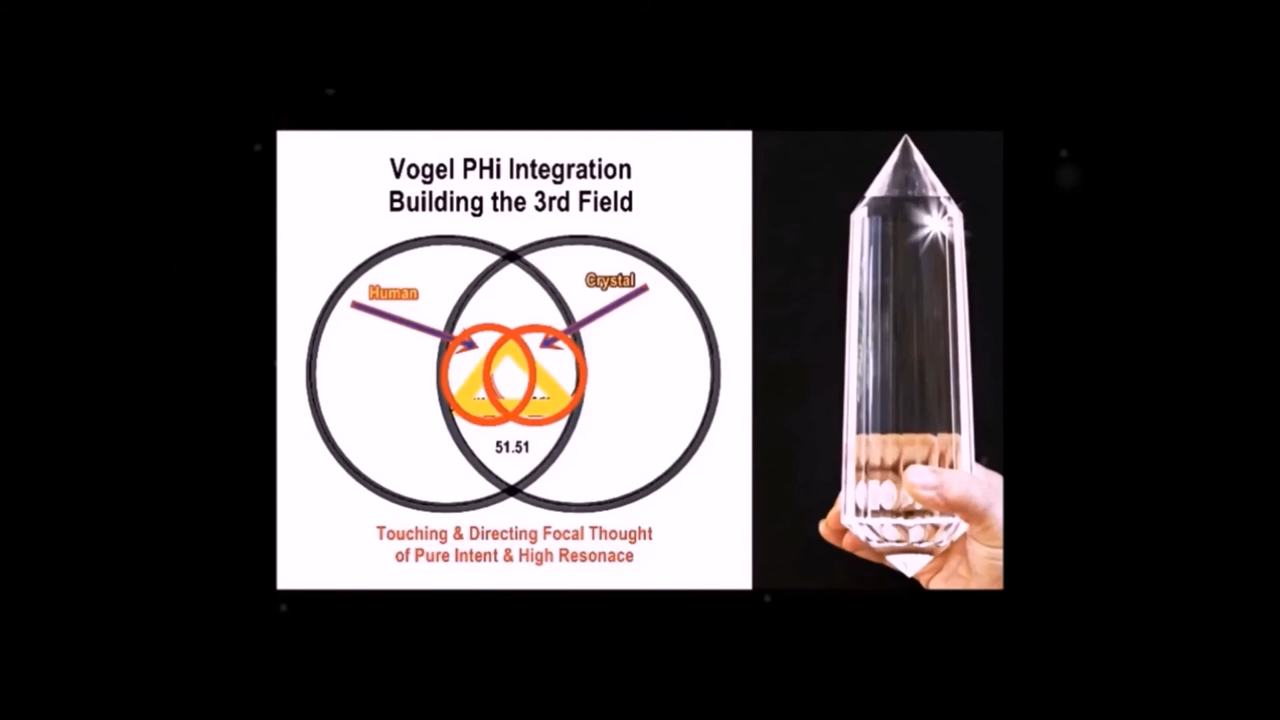 Vogel PHi Integration
Building the 3rd Field
Human
Crystal
51.51
Touching & Directing Focal Thought
of Pure Intent & High Resonace